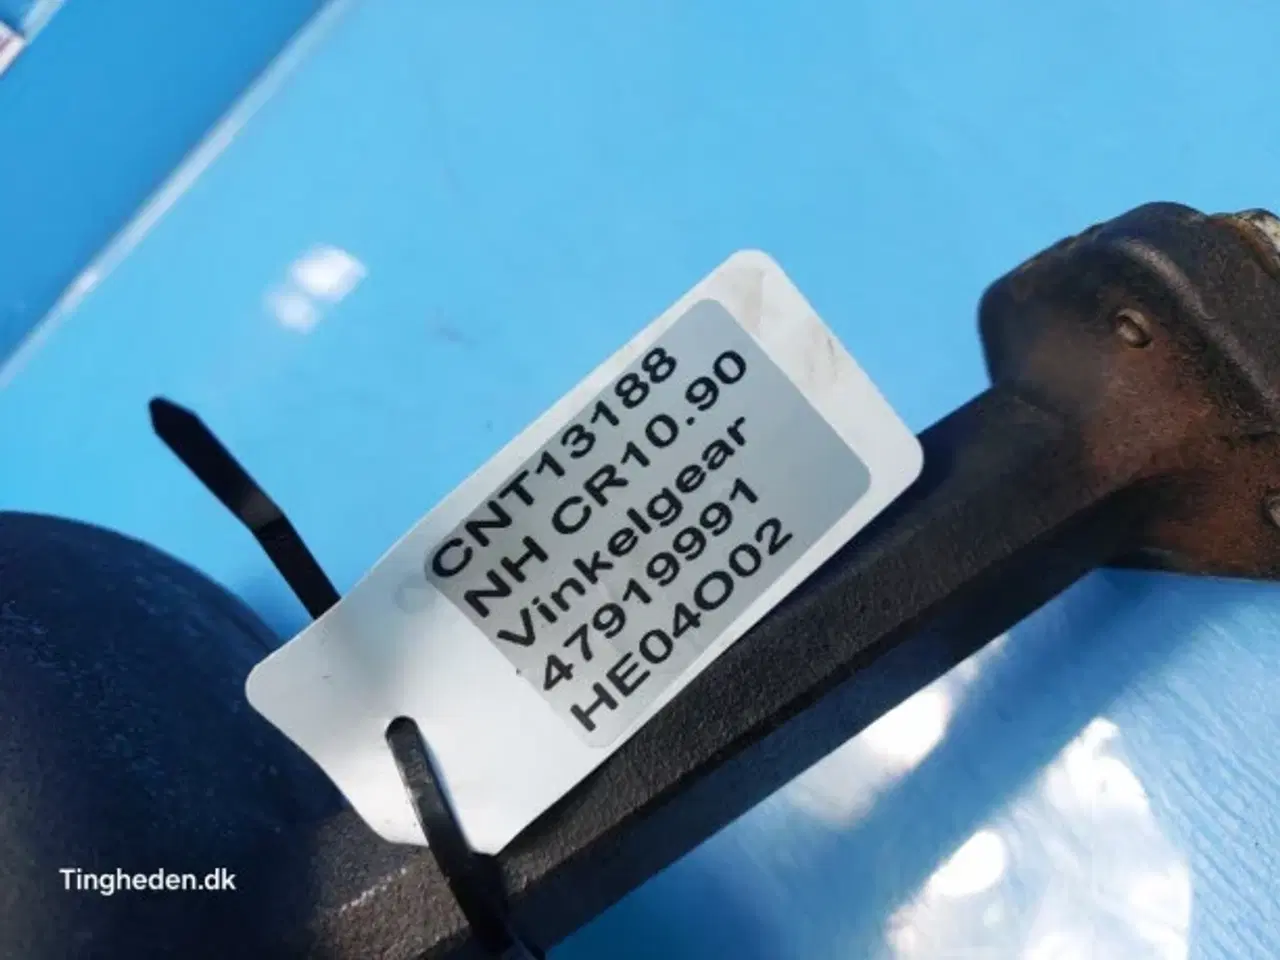 CNT13188
NH CR10.90
Vinkelgear
47919991
HE04O02
Tingheden.dk